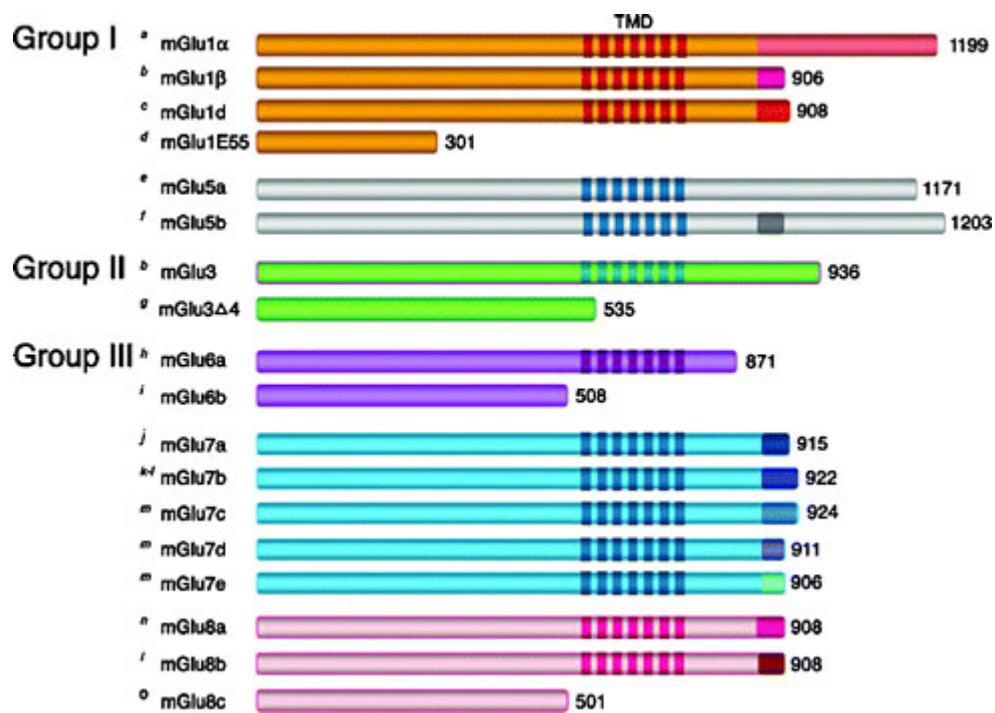 TMD
Group I a mGlu1α 1199
b mGlu1β 906
c mGlu1d 908
d mGlu1E55 301
e mGlu5a 1171
f mGlu5b 1203
Group II b mGlu3 936
g mGlu3Δ4 535
Group III h mGlu6a 871
i mGlu6b 508
j mGlu7a 915
k-l mGlu7b 922
m mGlu7c 924
m mGlu7d 911
m mGlu7e 906
n mGlu8a 908
l mGlu8b 908
o mGlu8c 501